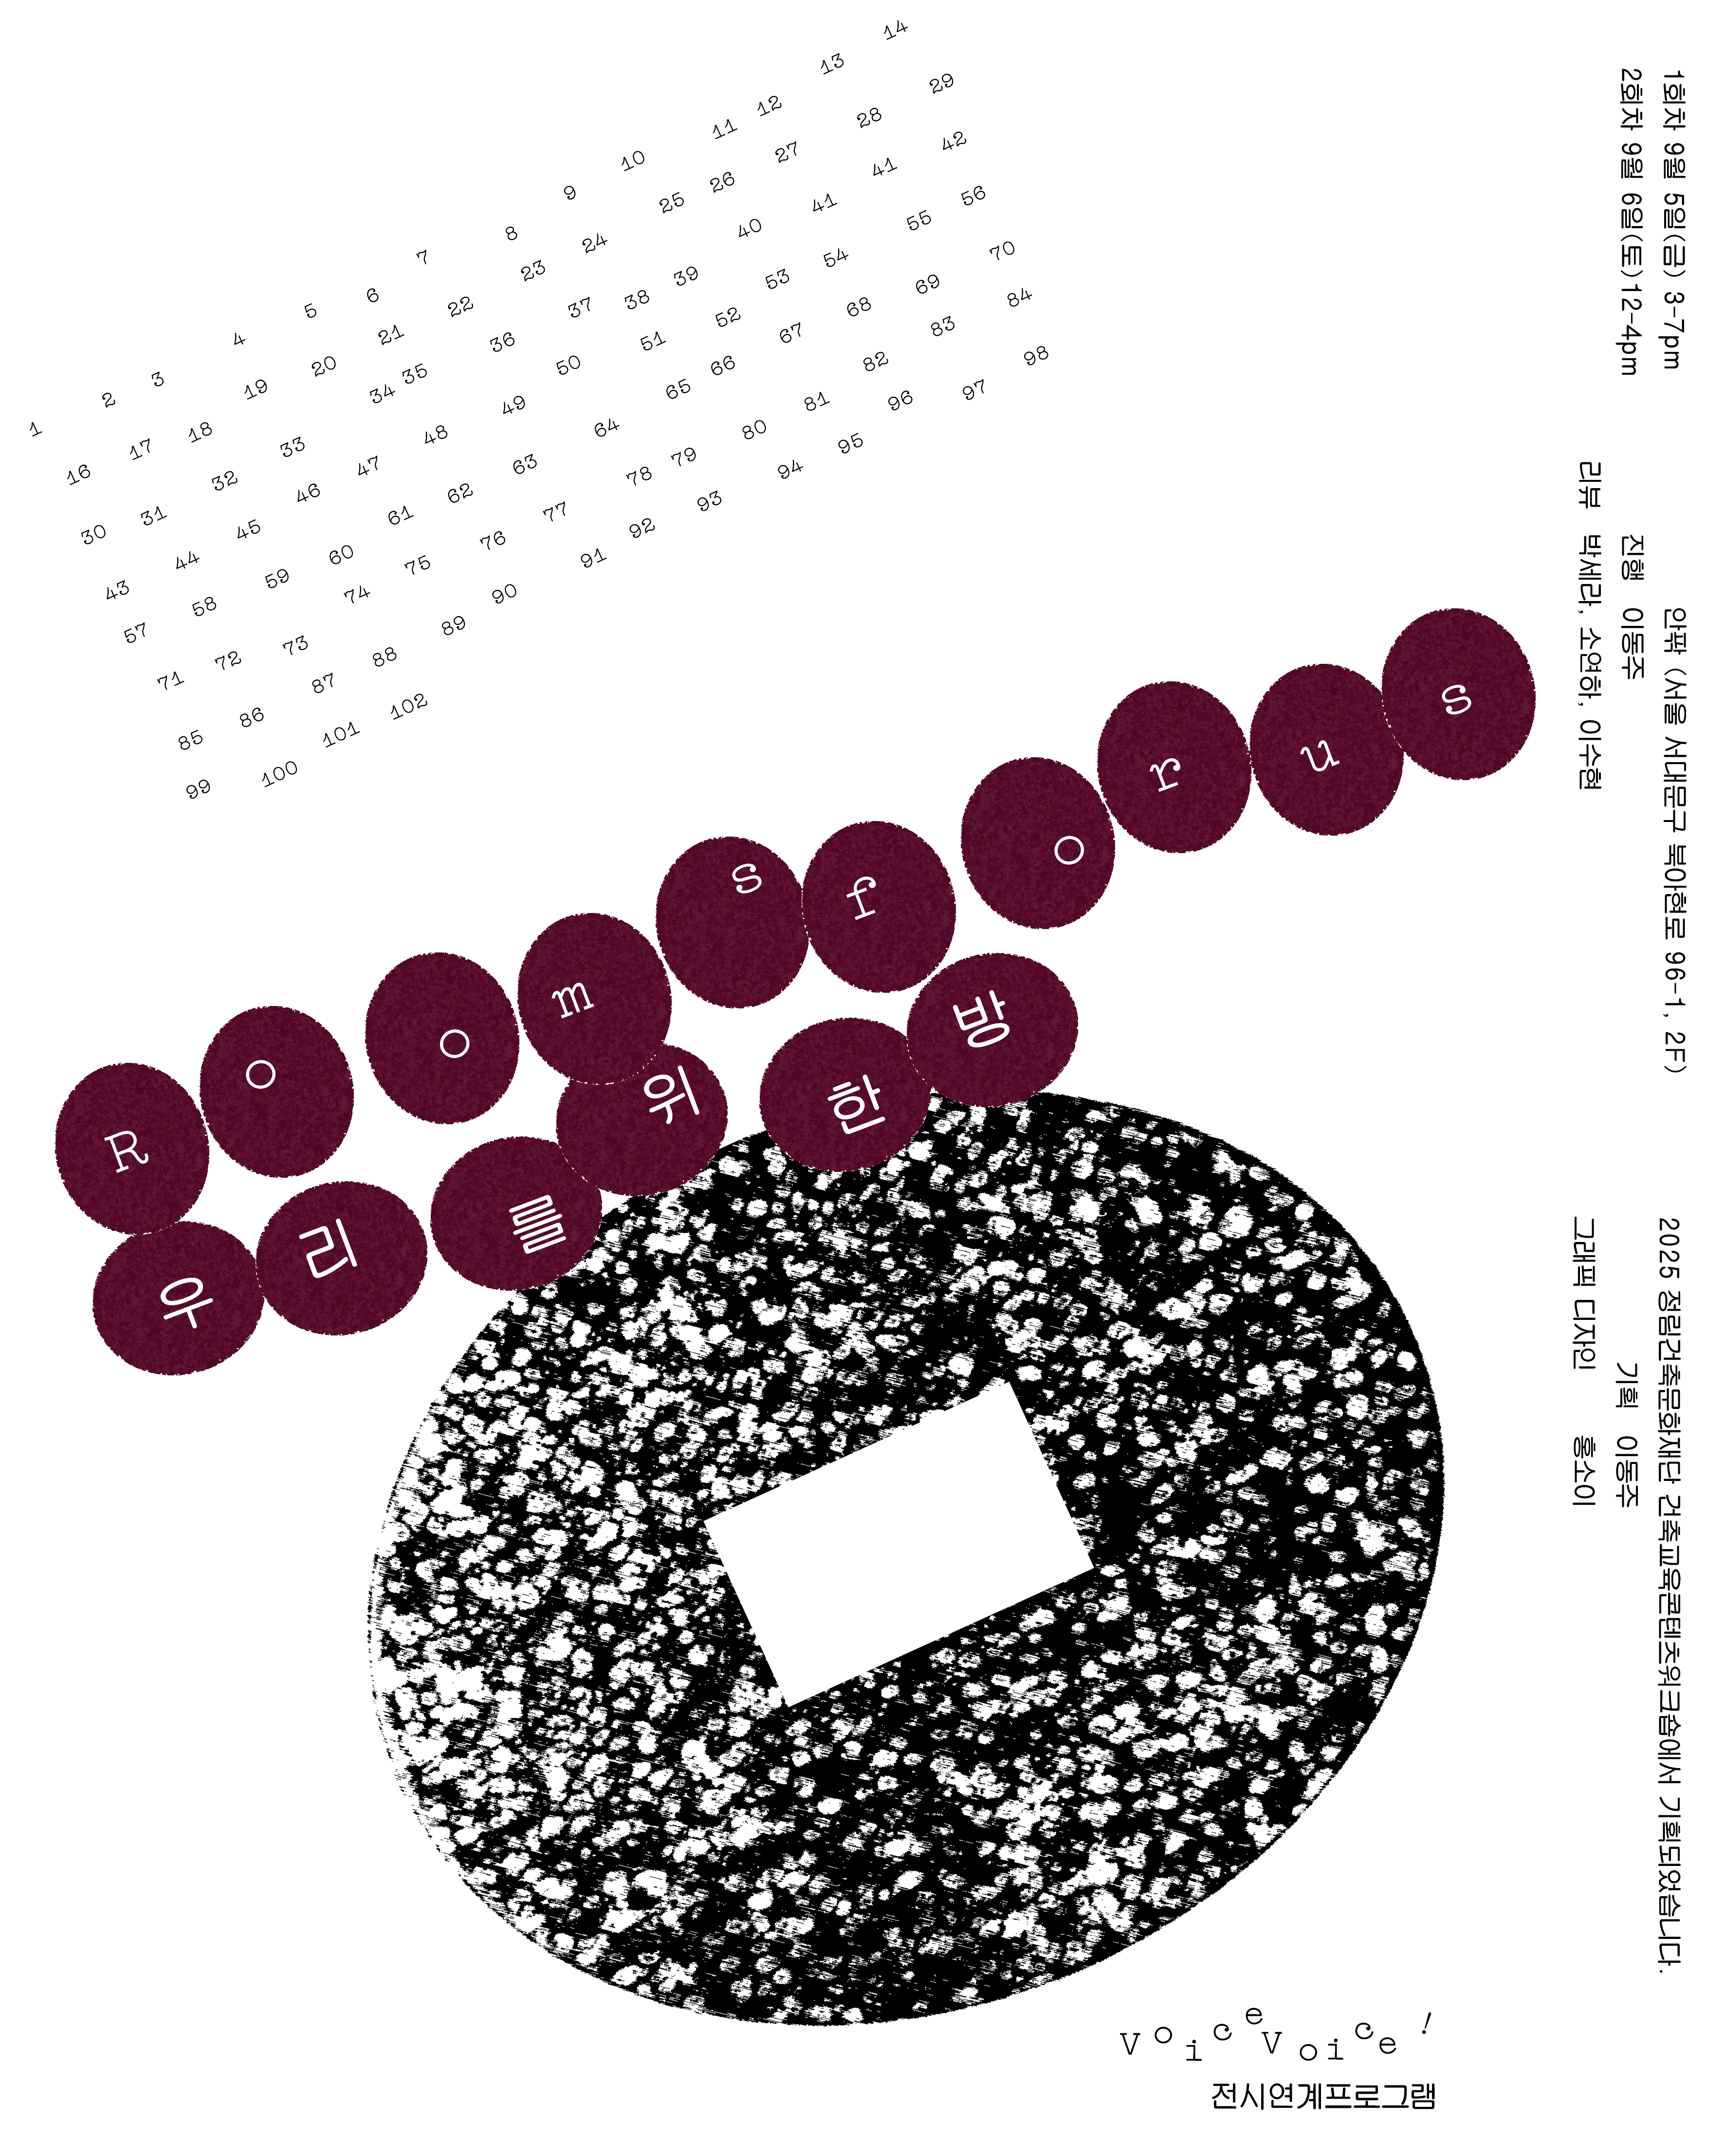 1 2 3 4 5 6 7 8 9 10 11 12 13 14
16 17 18 19 20 21 22 23 24 25 26 27 28 29
30 31 32 33 34 35 36 37 38 39 40 41 41 42
43 44 45 46 47 48 49 50 51 52 53 54 55 56
57 58 59 60 61 62 63 64 65 66 67 68 69 70
71 72 73 74 75 76 77 78 79 80 81 82 83 84
85 86 87 88 89 90 91 92 93 94 95 96 97 98
99 100 101 102
Rooms for us
우리를 위한 방
1회차 9월 5일(금) 3-7pm
2회차 9월 6일(토)12-4pm
안팎 (서울 서대문구 북아현로 96-1, 2F)
진행 이동주
리뷰 박세라, 소연하, 이수현
2025 정림건축문화재단 건축교육콘텐츠워크숍에서 기획되었습니다.
기획 이동주
그래픽 디자인 홍소이
VoiceVoice!
전시연계프로그램